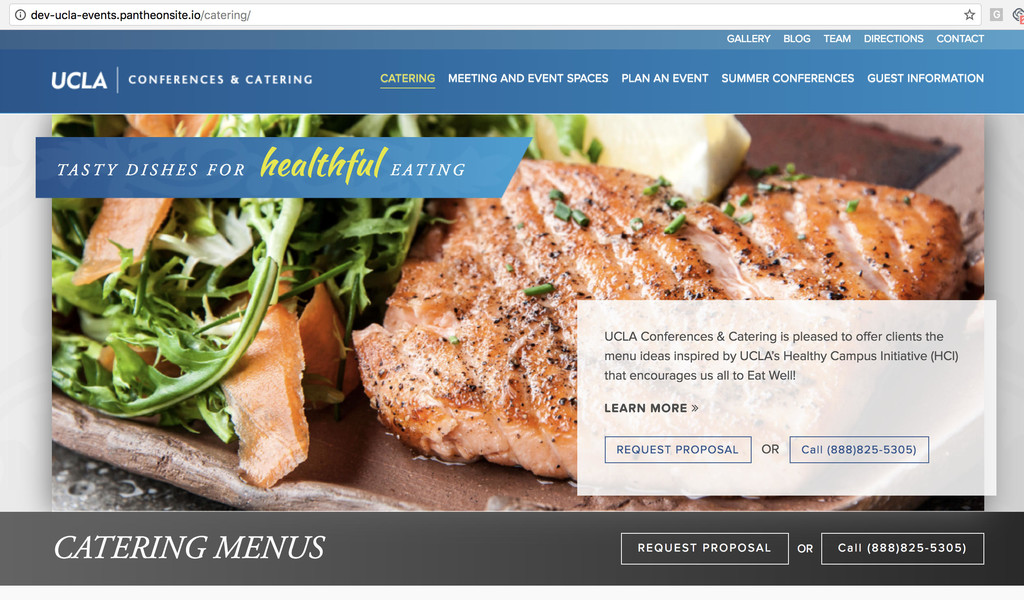 dev-ucla-events.pantheonsite.io/catering/
GALLERY BLOG TEAM DIRECTIONS CONTACT
UCLA CONFERENCES & CATERING
CATERING MEETING AND EVENT SPACES PLAN AN EVENT SUMMER CONFERENCES GUEST INFORMATION
TASTY DISHES FOR healthful EATING
UCLA Conferences & Catering is pleased to offer clients the
menu ideas inspired by UCLA's Healthy Campus Initiative (HCI)
that encourages us all to Eat Well!
LEARN MORE »
REQUEST PROPOSAL OR Call (888)825-5305)
CATERING MENUS
REQUEST PROPOSAL OR Call (888)825-5305)